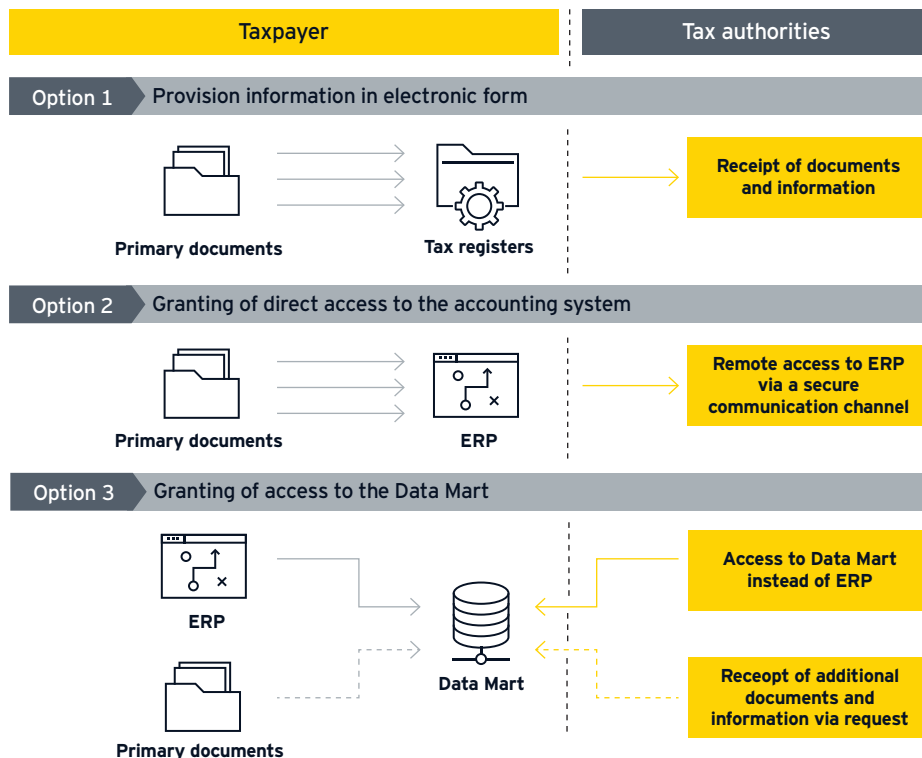 Taxpayer
Tax authorities
Option 1
Provision information in electronic form
Primary documents
Tax registers
Receipt of documents
and information
Option 2
Granting of direct access to the accounting system
Primary documents
ERP
Remote access to ERP
via a secure
communication channel
Option 3
Granting of access to the Data Mart
ERP
Primary documents
Data Mart
Access to Data Mart
instead of ERP
Receopt of additional
documents and
information via request